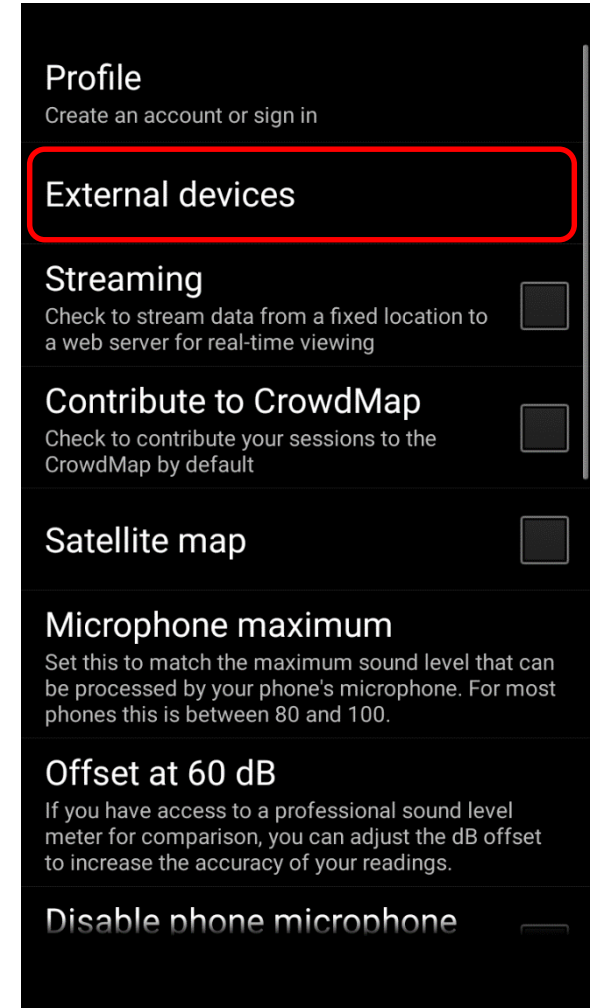 Profile
Create an account or sign in
External devices
Streaming
Check to stream data from a fixed location to
a web server for real-time viewing
Contribute to CrowdMap
Check to contribute your sessions to the
CrowdMap by default
Satellite map
Microphone maximum
Set this to match the maximum sound level that can
be processed by your phone's microphone. For most
phones this is between 80 and 100.
Offset at 60 dB
If you have access to a professional sound level
meter for comparison, you can adjust the dB offset
to increase the accuracy of your readings.
Disable phone microphone